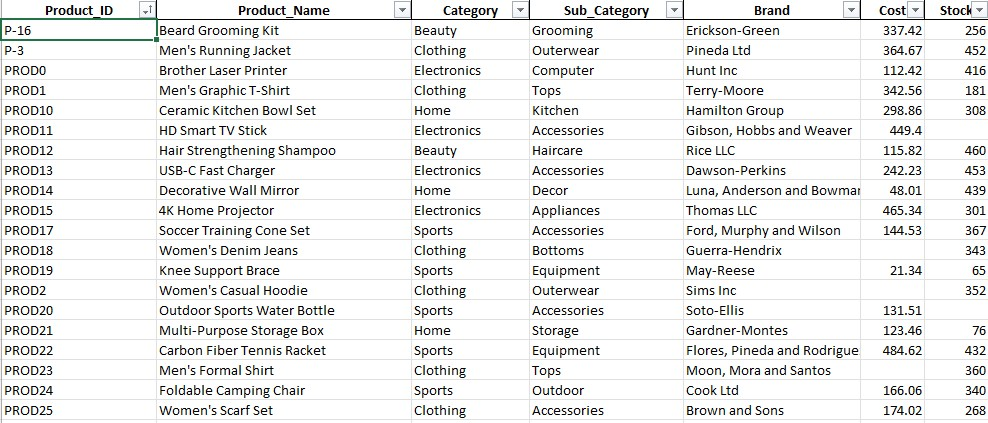 Product_ID Product_Name Category Sub_Category Brand Cost Stock
P-16 Beard Grooming Kit Beauty Grooming Erickson-Green 337.42 256
P-3 Men's Running Jacket Clothing Outerwear Pineda Ltd 364.67 452
PROD0 Brother Laser Printer Electronics Computer Hunt Inc 112.42 416
PROD1 Men's Graphic T-Shirt Clothing Tops Terry-Moore 342.56 181
PROD10 Ceramic Kitchen Bowl Set Home Kitchen Hamilton Group 298.86 308
PROD11 HD Smart TV Stick Electronics Accessories Gibson, Hobbs and Weaver 449.4
PROD12 Hair Strengthening Shampoo Beauty Haircare Rice LLC 115.82 460
PROD13 USB-C Fast Charger Electronics Accessories Dawson-Perkins 242.23 453
PROD14 Decorative Wall Mirror Home Decor Luna, Anderson and Bowman 48.01 439
PROD15 4K Home Projector Electronics Appliances Thomas LLC 465.34 301
PROD17 Soccer Training Cone Set Sports Accessories Ford, Murphy and Wilson 144.53 367
PROD18 Women's Denim Jeans Clothing Bottoms Guerra-Hendrix 343
PROD19 Knee Support Brace Sports Equipment May-Reese 21.34 65
PROD2 Women's Casual Hoodie Clothing Outerwear Sims Inc 352
PROD20 Outdoor Sports Water Bottle Sports Accessories Soto-Ellis 131.51
PROD21 Multi-Purpose Storage Box Home Storage Gardner-Montes 123.46 76
PROD22 Carbon Fiber Tennis Racket Sports Equipment Flores, Pineda and Rodrigue 484.62 432
PROD23 Men's Formal Shirt Clothing Tops Moon, Mora and Santos 360
PROD24 Foldable Camping Chair Sports Outdoor Cook Ltd 166.06 340
PROD25 Women's Scarf Set Clothing Accessories Brown and Sons 174.02 268